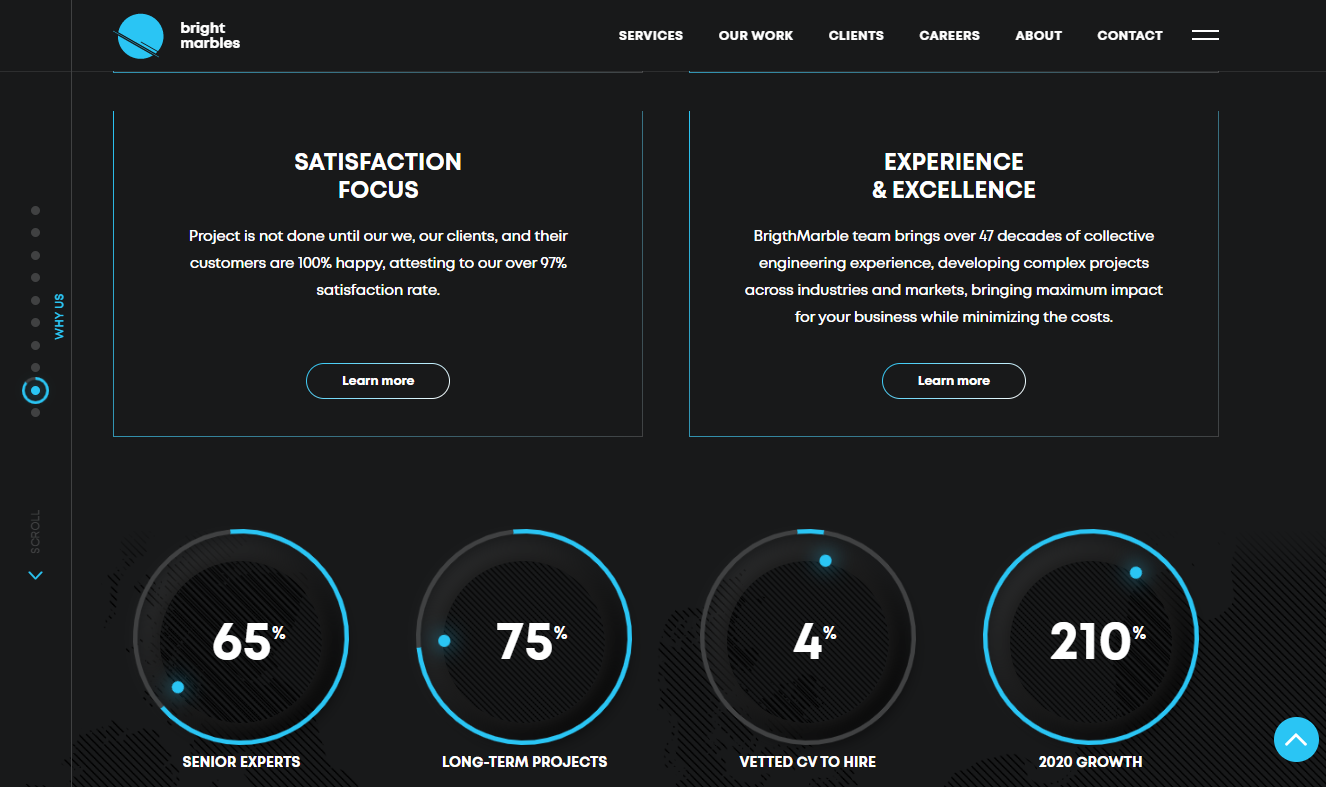 bright
marbles
SERVICES OUR WORK CLIENTS CAREERS ABOUT CONTACT
SATISFACTION
FOCUS
Project is not done until our we, our clients, and their
customers are 100% happy, attesting to our over 97%
satisfaction rate.
Learn more
EXPERIENCE
& EXCELLENCE
BrigthMarble team brings over 47 decades of collective
engineering experience, developing complex projects
across industries and markets, bringing maximum impact
for your business while minimizing the costs.
Learn more
WHY US
SCROLL
65%
SENIOR EXPERTS
75%
LONG-TERM PROJECTS
4%
VETTED CV TO HIRE
210%
2020 GROWTH